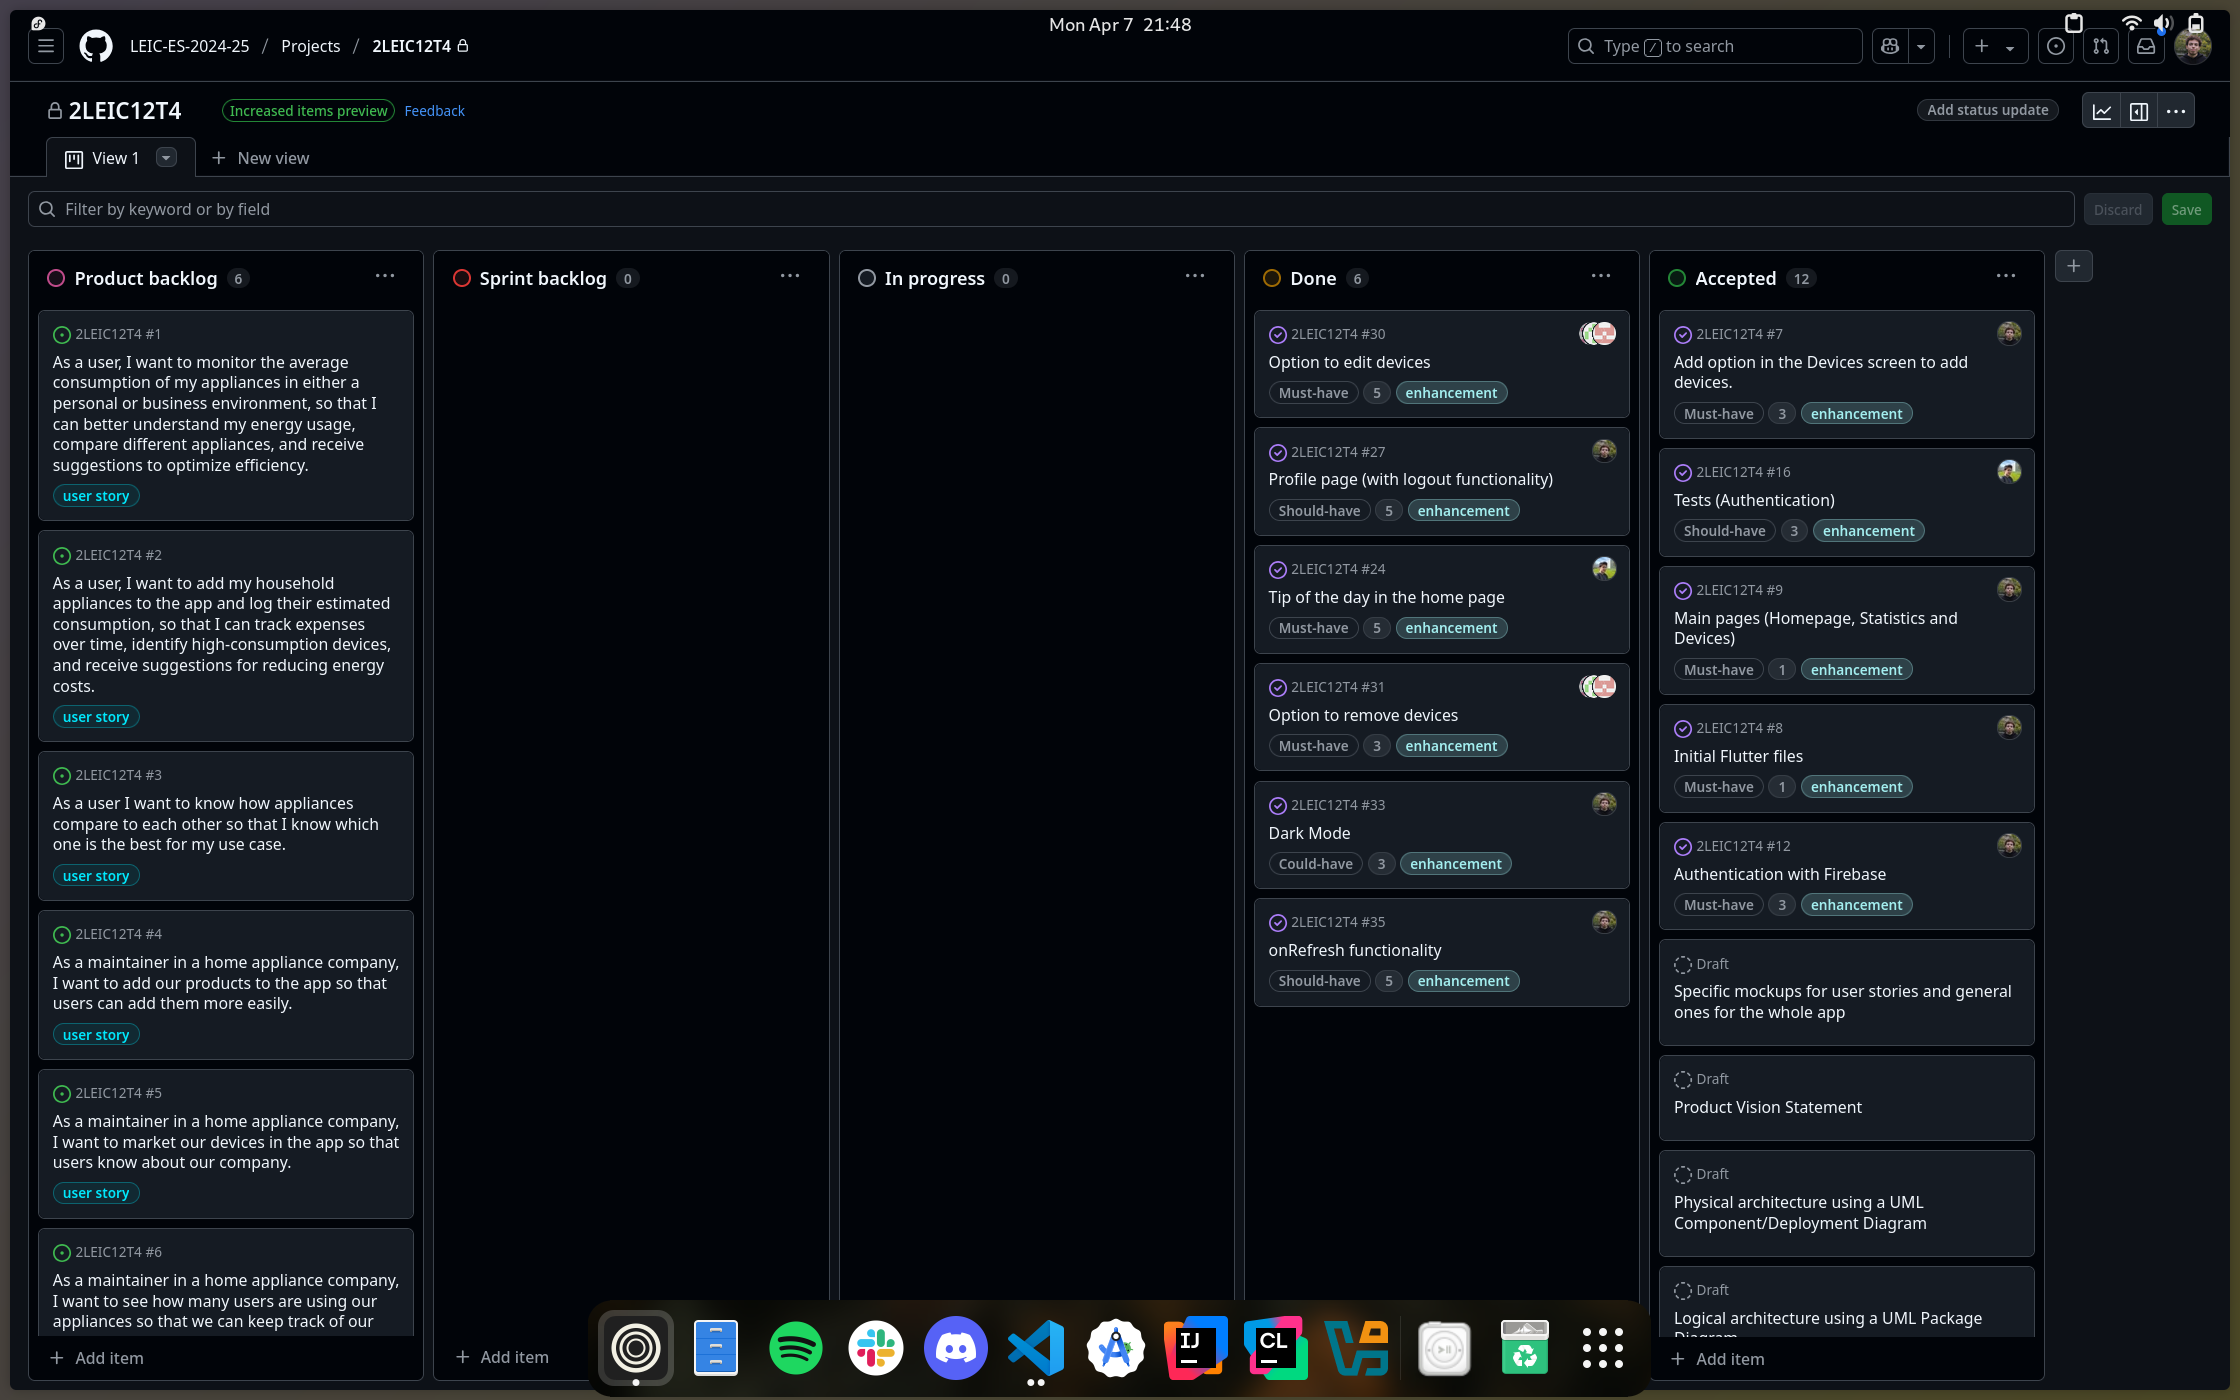 Mon Apr 7 21:48
LEIC-ES-2024-25 / Projects / 2LEIC12T4
Type / to search
2LEIC12T4
Increased items preview
Feedback
Add status update
View 1
New view
Filter by keyword or by field
Discard
Save
Product backlog 6
2LEIC12T4 #1
As a user, I want to monitor the average
consumption of my appliances in either a
personal or business environment, so that I
can better understand my energy usage,
compare different appliances, and receive
suggestions to optimize efficiency.
user story
2LEIC12T4 #2
As a user, I want to add my household
appliances to the app and log their estimated
consumption, so that I can track expenses
over time, identify high-consumption devices,
and receive suggestions for reducing energy
costs.
user story
2LEIC12T4 #3
As a user I want to know how appliances
compare to each other so that I know which
one is the best for my use case.
user story
2LEIC12T4 #4
As a maintainer in a home appliance company,
I want to add our products to the app so that
users can add them more easily.
user story
2LEIC12T4 #5
As a maintainer in a home appliance company,
I want to market our devices in the app so that
users know about our company.
user story
2LEIC12T4 #6
As a maintainer in a home appliance company,
I want to see how many users are using our
appliances so that we can keep track of our
Add item
Sprint backlog 0
Add item
In progress 0
Done 6
2LEIC12T4 #30
Option to edit devices
Must-have 5 enhancement
2LEIC12T4 #27
Profile page (with logout functionality)
Should-have 5 enhancement
2LEIC12T4 #24
Tip of the day in the home page
Must-have 5 enhancement
2LEIC12T4 #31
Option to remove devices
Must-have 3 enhancement
2LEIC12T4 #33
Dark Mode
Could-have 3 enhancement
2LEIC12T4 #35
onRefresh functionality
Should-have 5 enhancement
Accepted 12
2LEIC12T4 #7
Add option in the Devices screen to add
devices.
Must-have 3 enhancement
2LEIC12T4 #16
Tests (Authentication)
Should-have 3 enhancement
2LEIC12T4 #9
Main pages (Homepage, Statistics and
Devices)
Must-have 1 enhancement
2LEIC12T4 #8
Initial Flutter files
Must-have 1 enhancement
2LEIC12T4 #12
Authentication with Firebase
Must-have 3 enhancement
Draft
Specific mockups for user stories and general
ones for the whole app
Draft
Product Vision Statement
Draft
Physical architecture using a UML
Component/Deployment Diagram
Draft
Logical architecture using a UML Package
Diagram
Add item
IJ
CL